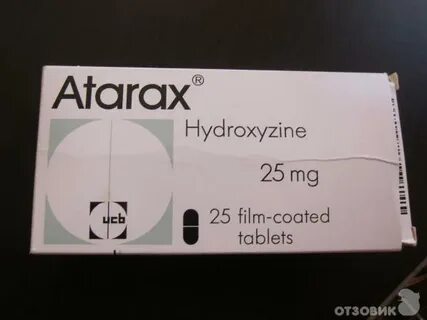 Atarax®
Hydroxyzine
25 mg
ucb
25 film-coated
tablets
ОТЗОВИК